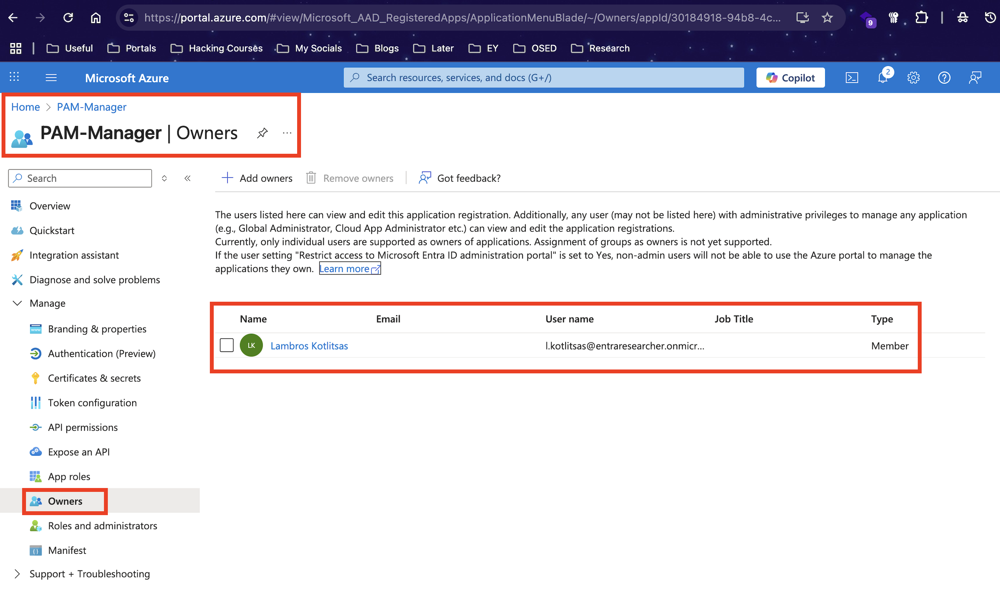 https://portal.azure.com/#view/Microsoft_AAD_RegisteredApps/ApplicationMenuBlade/~/Owners/appId/30184918-94b8-4c...
9
Useful Portals Hacking Courses My Socials Blogs Later EY OSED Research
Microsoft Azure
Search resources, services, and docs (G+/)
Copilot
2
Home > PAM-Manager
PAM-Manager | Owners
...
Search
Add owners Remove owners Got feedback?
Overview
Quickstart
Integration assistant
Diagnose and solve problems
Manage
Branding & properties
Authentication (Preview)
Certificates & secrets
Token configuration
API permissions
Expose an API
App roles
Owners
Roles and administrators
Manifest
Support + Troubleshooting
The users listed here can view and edit this application registration. Additionally, any user (may not be listed here) with administrative privileges to manage any application
(e.g., Global Administrator, Cloud App Administrator etc.) can view and edit the application registrations.
Currently, only individual users are supported as owners of applications. Assignment of groups as owners is not yet supported.
If the user setting "Restrict access to Microsoft Entra ID administration portal" is set to Yes, non-admin users will not be able to use the Azure portal to manage the
applications they own. Learn more
Name Email User name Job Title Type
LK Lambros Kotlitsas l.kotlitsas@entraresearcher.onmicr... Member